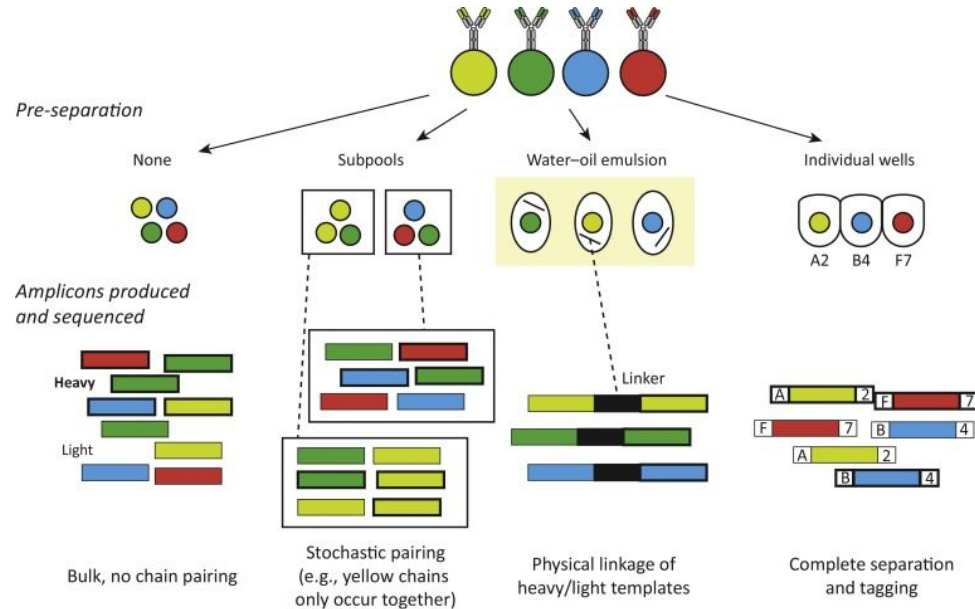 Pre-separation
None
Subpools
Water–oil emulsion
Individual wells
A2 B4 F7
Amplicons produced
and sequenced
Heavy
Light
Linker
A 2
F 7
F 7
B 4
A 2
B 4
Bulk, no chain pairing
Stochastic pairing
(e.g., yellow chains
only occur together)
Physical linkage of
heavy/light templates
Complete separation
and tagging